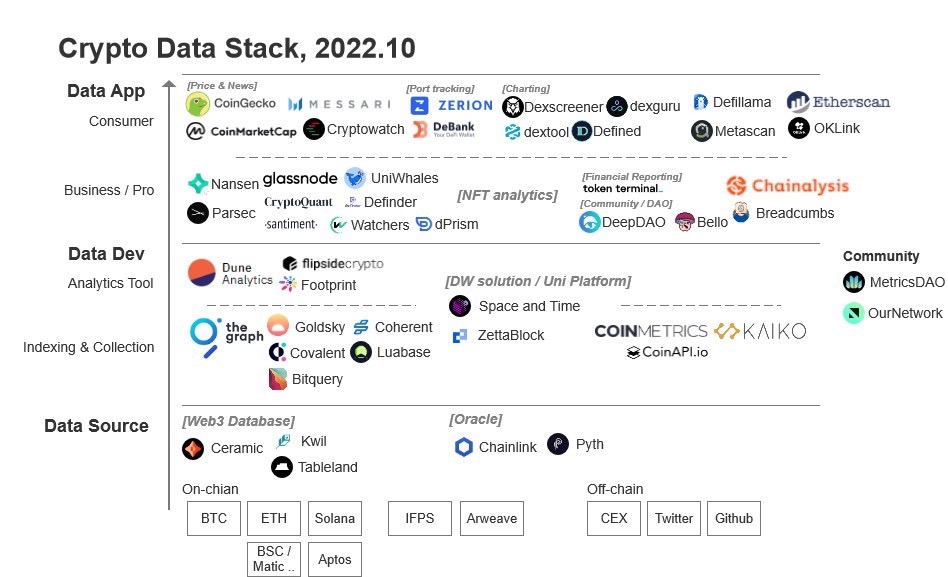 Crypto Data Stack, 2022.10
Data App
Consumer
[Price & News]
CoinGecko
MESSARI
CoinMarketCap
Cryptowatch
[Port tracking]
ZERION
DeBank
Your DeFi Wallet
[Charting]
Dexscreener
dexguru
dextool
Defined
Defillama
Etherscan
Metascan
OKLink
OKLink
Business / Pro
Nansen
glassnode
UniWhales
Parsec
CryptoQuant
Definder
·santiment·
Watchers
dPrism
[NFT analytics]
[Financial Reporting]
token terminal_
[Community / DAO]
DeepDAO
Bello
Chainalysis
Breadcumbs
Data Dev
Analytics Tool
Dune
Analytics
flipsidecrypto
Footprint
[DW solution / Uni Platform]
Space and Time
ZettaBlock
Community
MetricsDAO
OurNetwork
Indexing & Collection
the
graph
Goldsky
Coherent
Covalent
Luabase
Bitquery
COINMETRICS
KAIKO
CoinAPI.io
Data Source
[Web3 Database]
Ceramic
Kwil
Tableland
[Oracle]
Chainlink
Pyth
On-chian
BTC
ETH
Solana
IFPS
Arweave
BSC /
Matic ..
Aptos
Off-chain
CEX
Twitter
Github